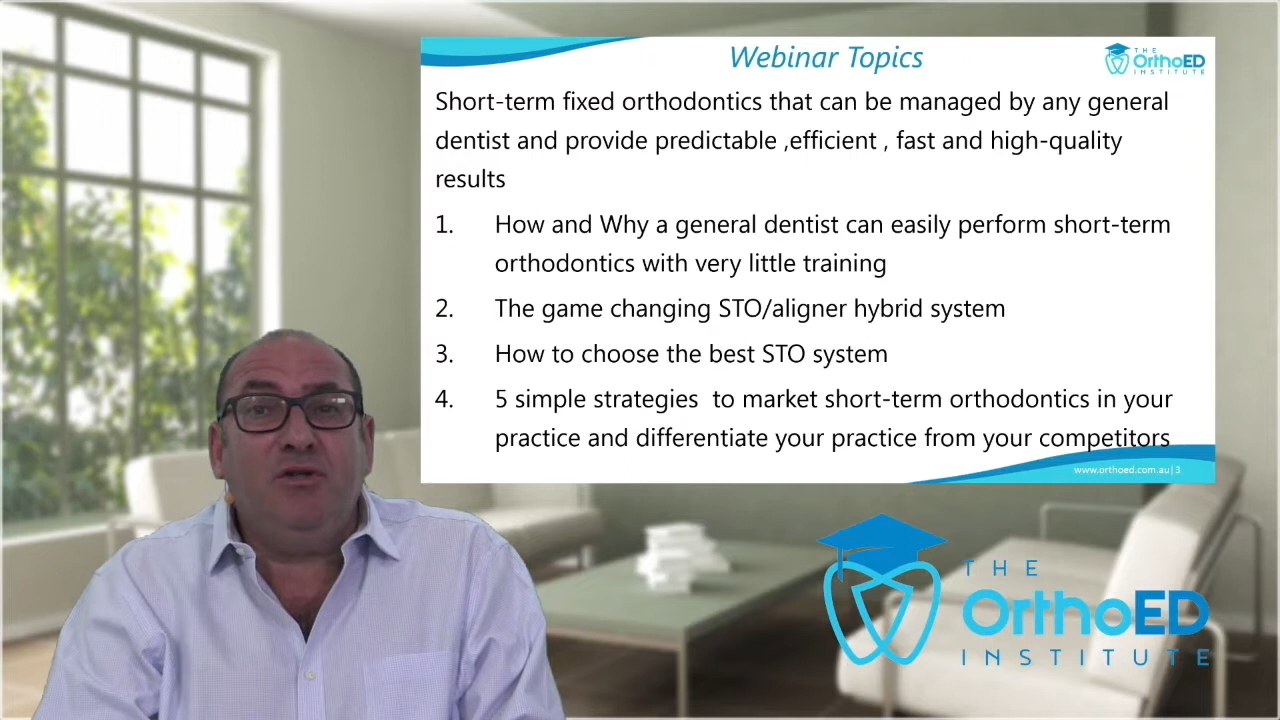 Webinar Topics
THE
OrthoED
INSTITUTE
Short-term fixed orthodontics that can be managed by any general
dentist and provide predictable ,efficient , fast and high-quality
results
1. How and Why a general dentist can easily perform short-term
orthodontics with very little training
2. The game changing STO/aligner hybrid system
3. How to choose the best STO system
4. 5 simple strategies  to market short-term orthodontics in your
practice and differentiate your practice from your competitors
www.orthoed.com.au|3
THE
OrthoED
INSTITUTE